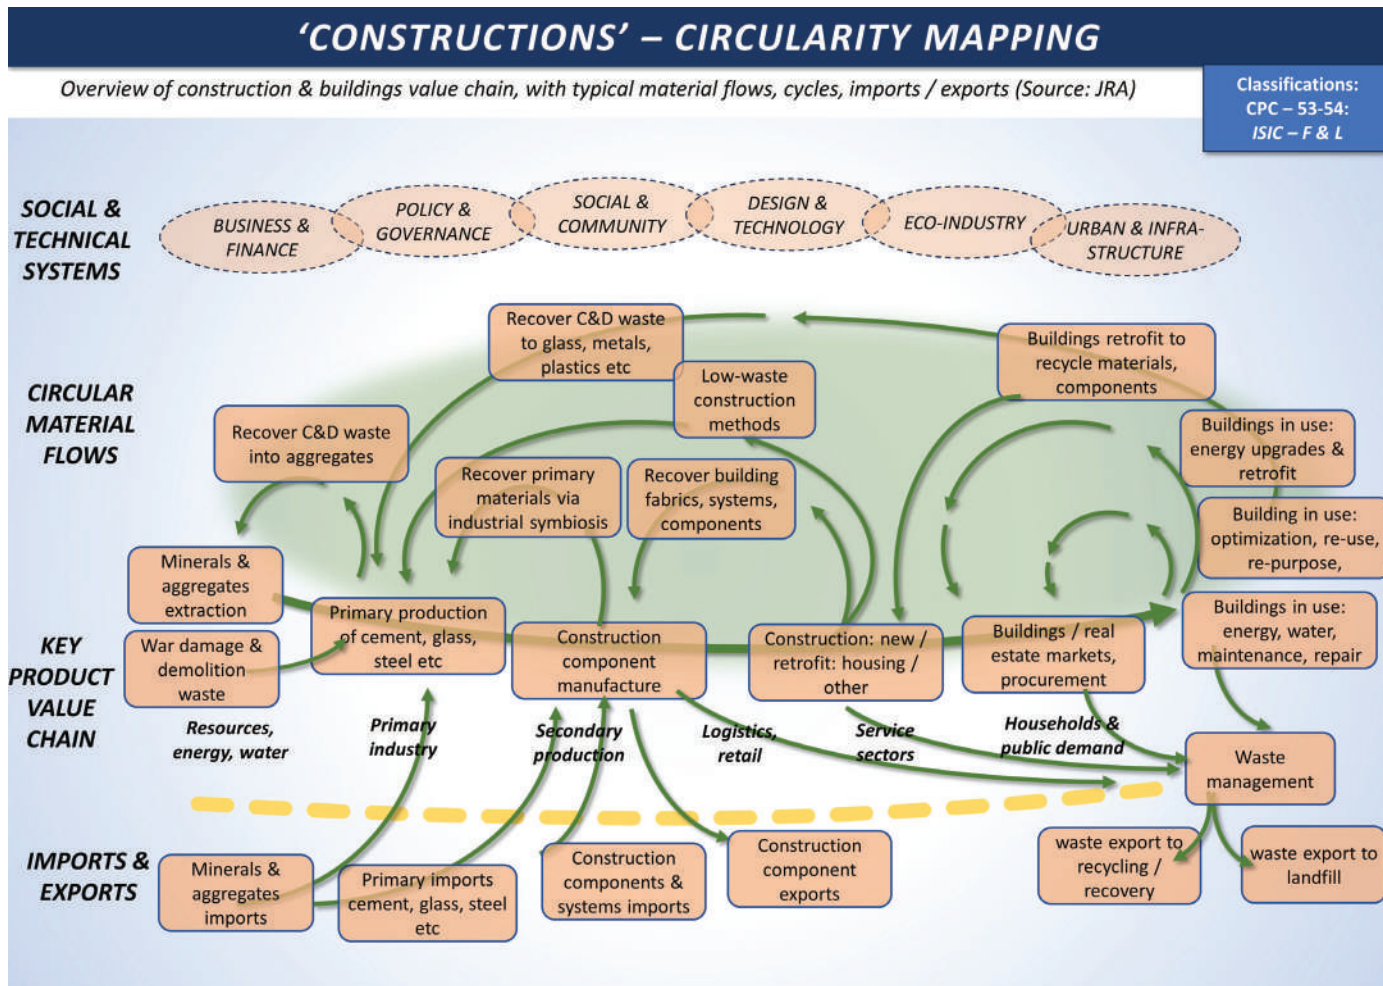 ‘CONSTRUCTIONS’ – CIRCULARITY MAPPING
Overview of construction & buildings value chain, with typical material flows, cycles, imports / exports (Source: JRA)
Classifications:
CPC – 53-54:
ISIC – F & L
SOCIAL &
TECHNICAL
SYSTEMS
BUSINESS &
FINANCE
POLICY &
GOVERNANCE
SOCIAL &
COMMUNITY
DESIGN &
TECHNOLOGY
ECO-INDUSTRY
URBAN & INFRA-
STRUCTURE
CIRCULAR
MATERIAL
FLOWS
Recover C&D waste
to glass, metals,
plastics etc
Buildings retrofit to
recycle materials,
components
Low-waste
construction
methods
Recover C&D waste
into aggregates
Buildings in use:
energy upgrades &
retrofit
Recover primary
materials via
industrial symbiosis
Recover building
fabrics, systems,
components
Building in use:
optimization, re-use,
re-purpose,
KEY
PRODUCT
VALUE
CHAIN
Minerals &
aggregates
extraction
War damage &
demolition
waste
Primary production
of cement, glass,
steel etc
Construction
component
manufacture
Construction: new /
retrofit: housing /
other
Buildings / real
estate markets,
procurement
Buildings in use:
energy, water,
maintenance, repair
Resources,
energy, water
Primary
industry
Secondary
production
Logistics,
retail
Service
sectors
Households &
public demand
Waste
management
IMPORTS &
EXPORTS
Minerals &
aggregates
imports
Primary imports
cement, glass, steel
etc
Construction
components &
systems imports
Construction
component
exports
waste export to
recycling /
recovery
waste export to
landfill